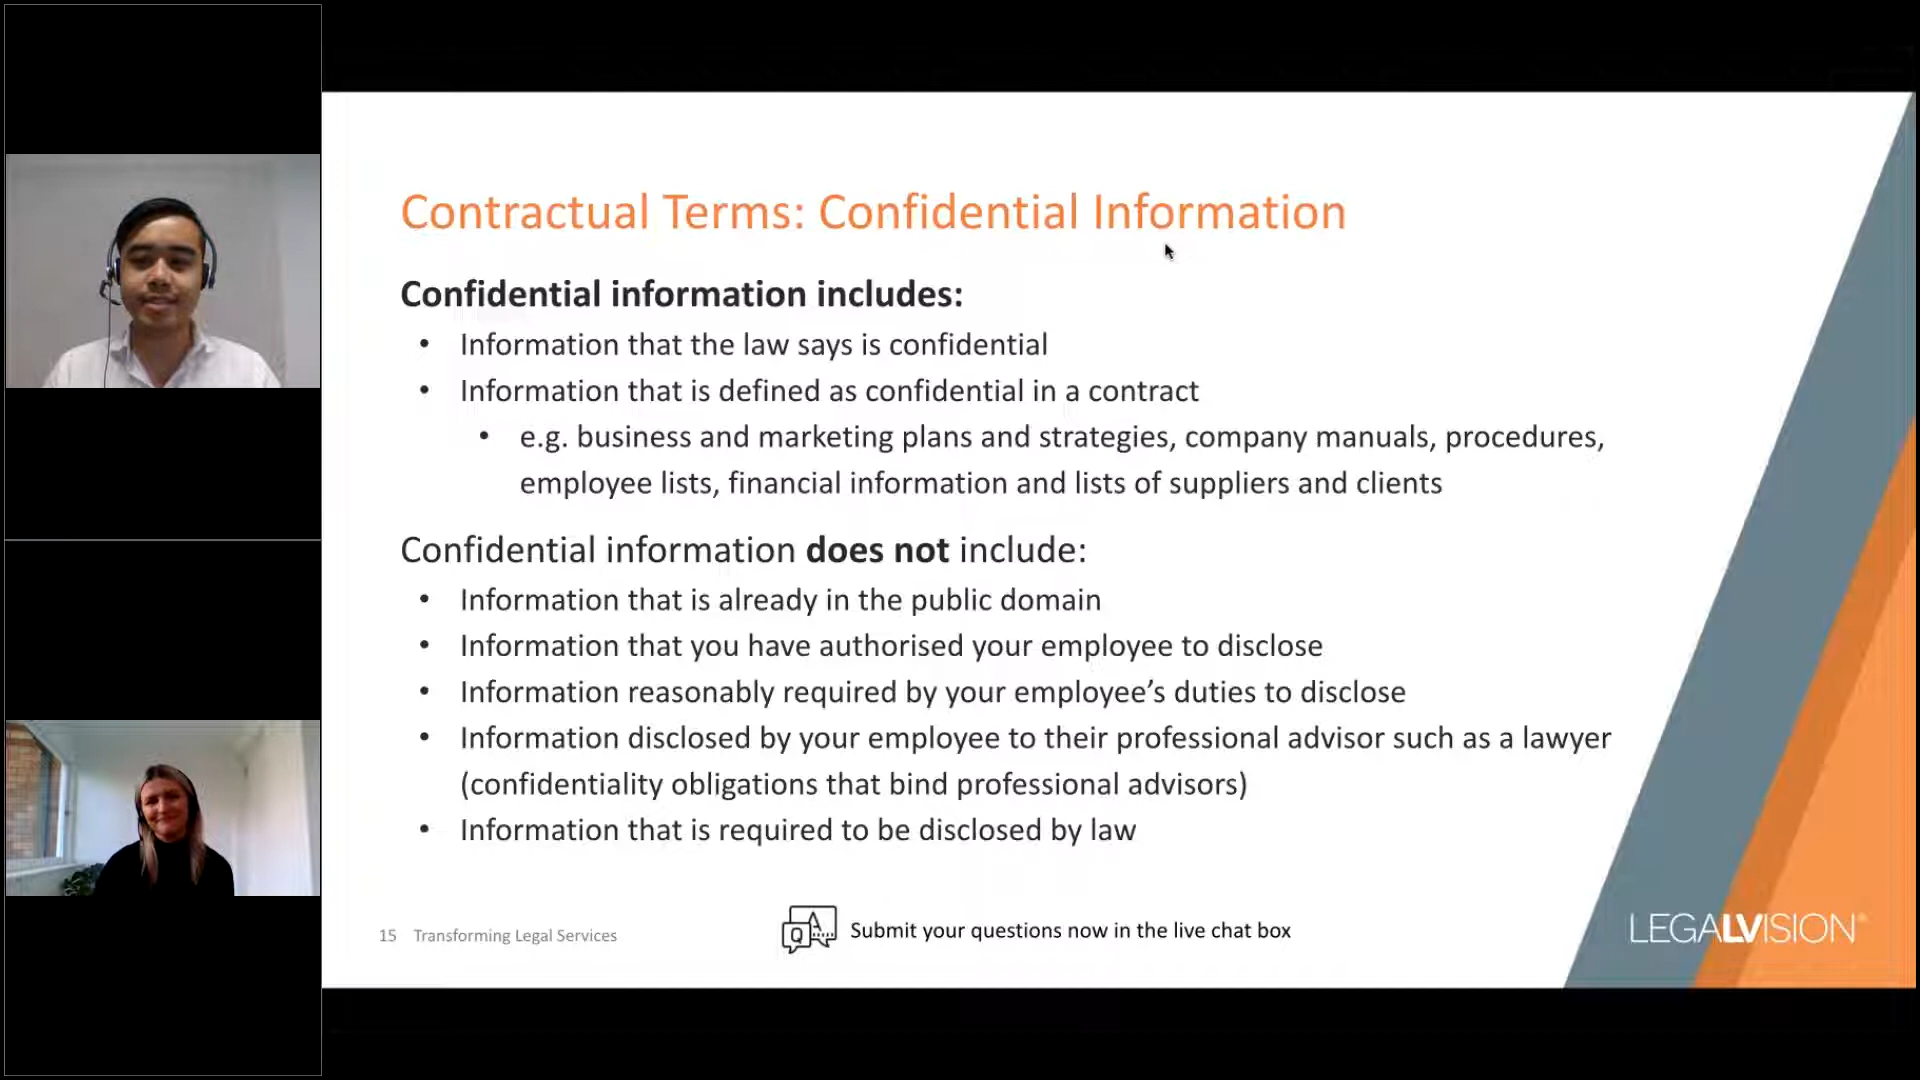 Contractual Terms: Confidential Information
Confidential information includes:
• Information that the law says is confidential
• Information that is defined as confidential in a contract
• e.g. business and marketing plans and strategies, company manuals, procedures,
employee lists, financial information and lists of suppliers and clients
Confidential information does not include:
• Information that is already in the public domain
• Information that you have authorised your employee to disclose
• Information reasonably required by your employee’s duties to disclose
• Information disclosed by your employee to their professional advisor such as a lawyer
(confidentiality obligations that bind professional advisors)
• Information that is required to be disclosed by law
15 Transforming Legal Services
Q A
Submit your questions now in the live chat box
LEGALVISION®